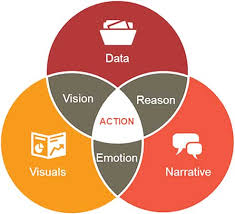 Data
Vision
Reason
ACTION
Emotion
Visuals
Narrative